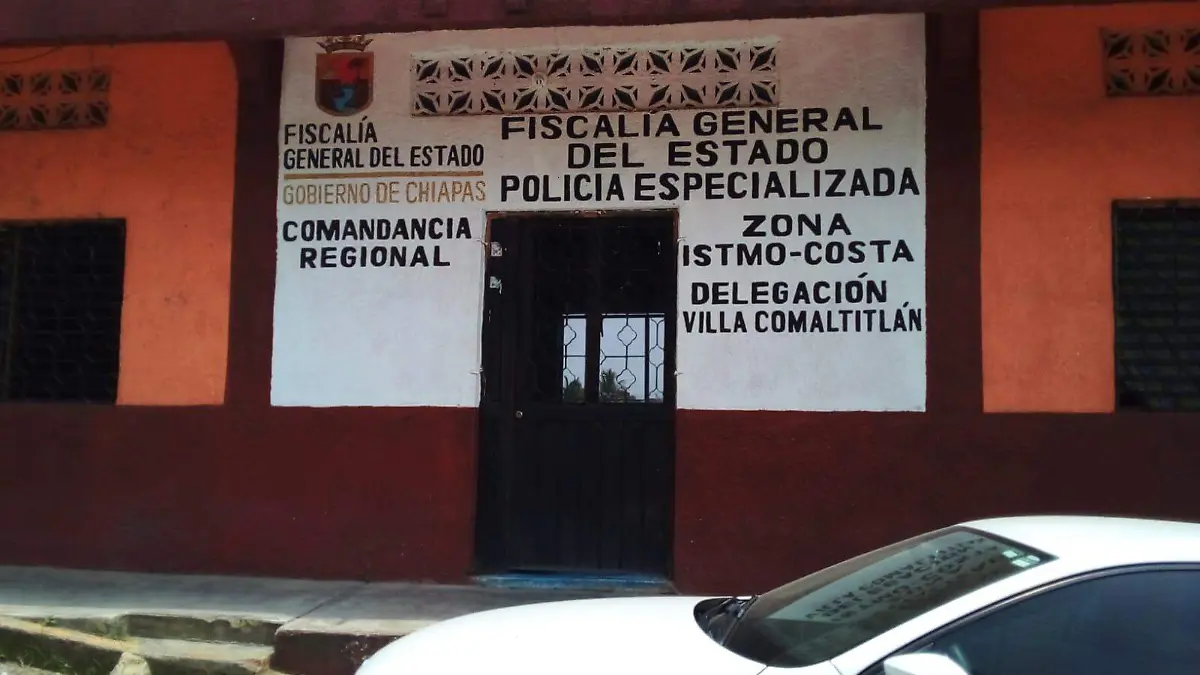 FISCALÍA
GENERAL DEL ESTADO
GOBIERNO DE CHIAPAS
COMANDANCIA
REGIONAL
FISCALÍA GENERAL
DEL ESTADO
POLICIA ESPECIALIZADA
ZONA
ISTMO-COSTA
DELEGACIÓN
VILLA COMALTITLÁN